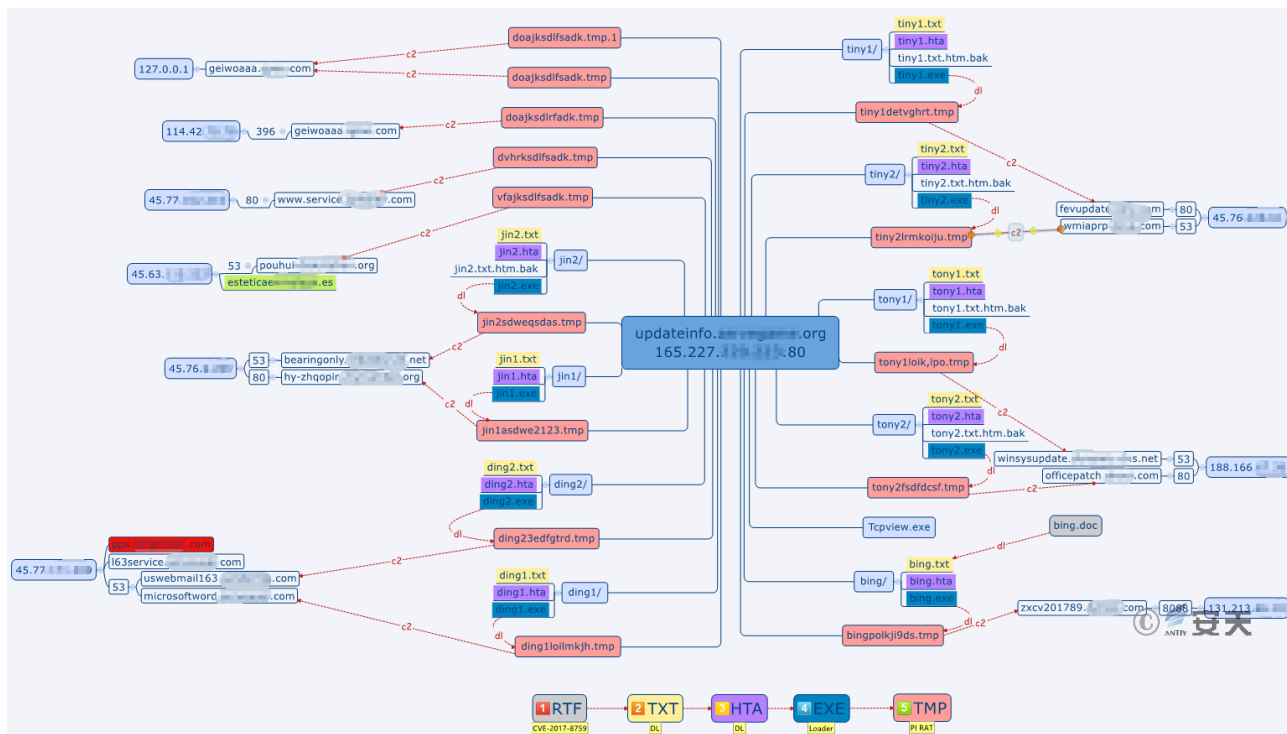 doajksdlfsadk.tmp.1
c2
127.0.0.1 geiwoaaa. com
doajksdlfsadk.tmp
c2
doajksdlrfadk.tmp
c2
114.42 396 geiwoaaa com
dvhrksdlfsadk.tmp
c2
45.77 80 www.service .com
vfajksdlfsadk.tmp
c2
45.63. 53 pouhui .org
esteticae .es
jin2.txt
jin2.hta
jin2.txt.htm.bak
jin2.exe
jin2/
dl
jin2sdweqsdas.tmp
c2
45.76. 53 bearingonly. .net
80 hy-zhqopin .org
jin1.txt
jin1.hta
jin1.exe
jin1/
dl
c2
jin1asdwe2123.tmp
ding2.txt
ding2.hta
ding2.exe
ding2/
dl
ding23edfgtrd.tmp
c2
45.77
pps. .com
l63service .com
53 uswebmail163 .com
microsoftword .com
ding1.txt
ding1.hta
ding1.exe
ding1/
dl
c2
ding1loilmkjh.tmp
updateinfo. .org
165.227. :80
tiny1/
tiny1.txt
tiny1.hta
tiny1.txt.htm.bak
tiny1.exe
dl
tiny1detvghrt.tmp
c2
tiny2/
tiny2.txt
tiny2.hta
tiny2.txt.htm.bak
tiny2.exe
dl
tiny2lrmkoiju.tmp
c2
fevupdate .com 80 45.76
wmiaprp .com 53
tony1/
tony1.txt
tony1.hta
tony1.txt.htm.bak
tony1.exe
dl
tony1loik,lpo.tmp
c2
tony2/
tony2.txt
tony2.hta
tony2.txt.htm.bak
tony2.exe
dl
tony2fsdfdcsf.tmp
c2
winsysupdate. s.net 53 188.166
officepatch .com 80
Tcpview.exe
bing.doc
dl
bing/
bing.txt
bing.hta
bing.exe
dl
bingpolkji9ds.tmp
c2
zxcv201789. com 8088 131.213
© ANTIY 安天
1 RTF 2 TXT 3 HTA 4 EXE 5 TMP
CVE-2017-8759 DL DL Loader PI RAT